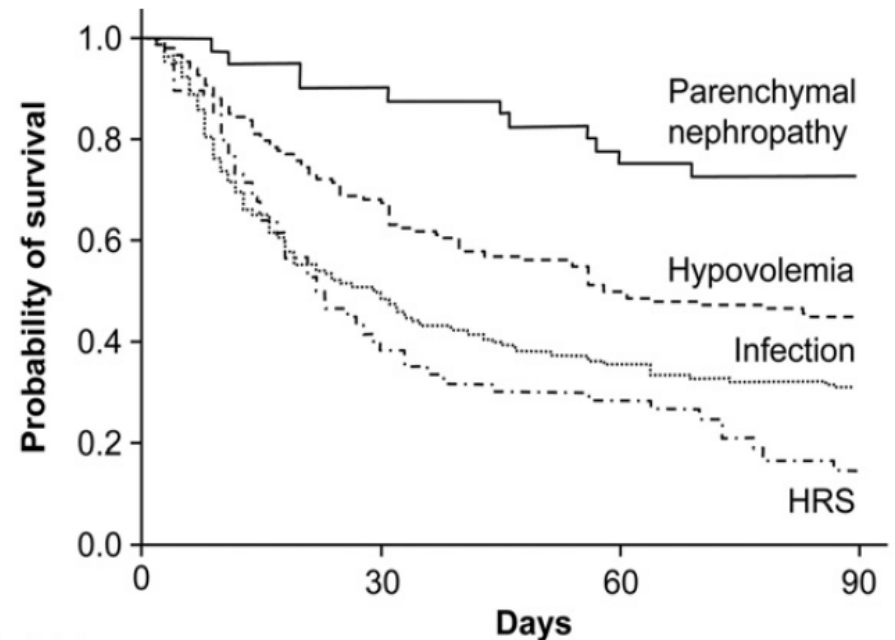 Probability of survival
1.0
0.8
0.6
0.4
0.2
0.0
Parenchymal
nephropathy
Hypovolemia
Infection
HRS
0
30
60
90
Days